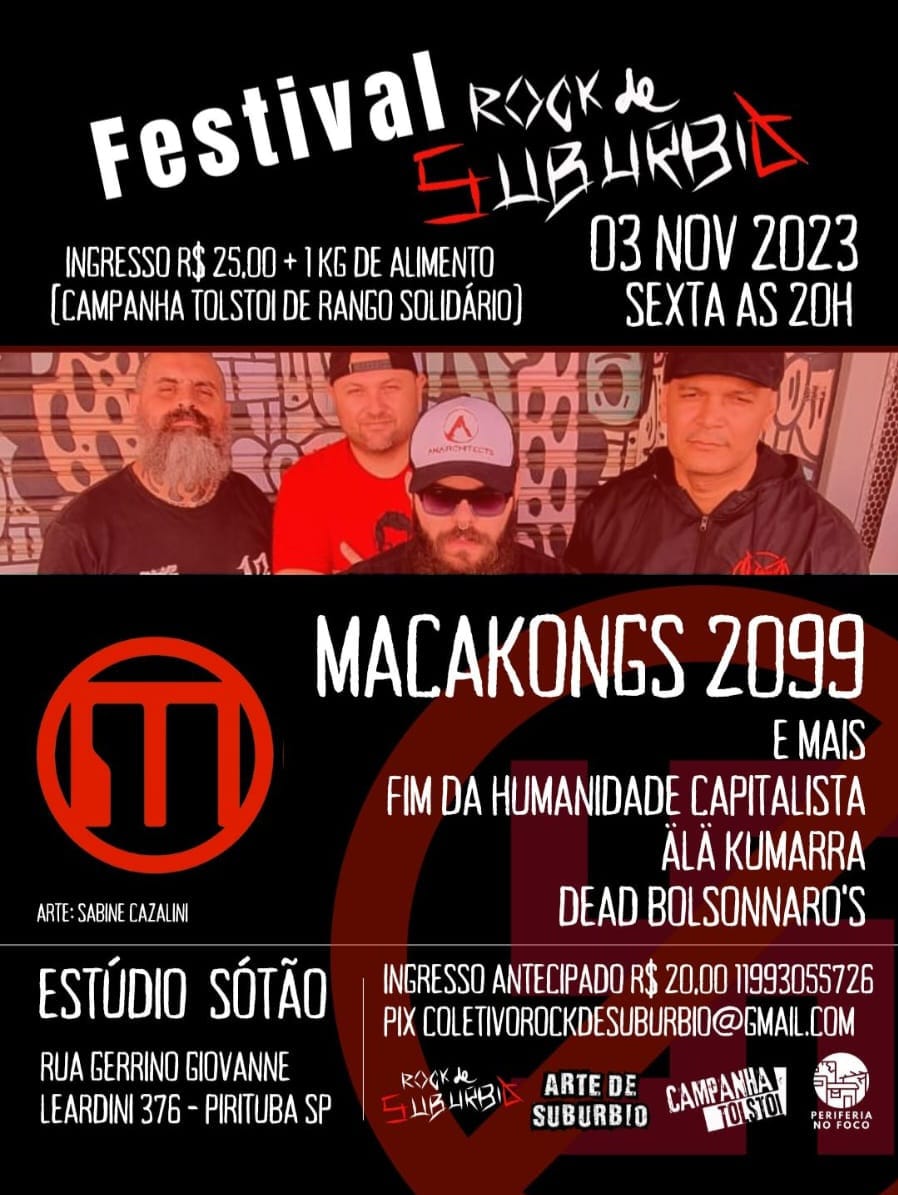 Festival ROCK de
SUBÚRBIO
INGRESSO R$ 25,00 + 1 KG DE ALIMENTO
(CAMPANHA TOLSTOI DE RANGO SOLIDÁRIO)
03 NOV 2023
SEXTA AS 20H
ANARCHITECTS
MACAKONGS 2099
E MAIS
FIM DA HUMANIDADE CAPITALISTA
ÄLÄ KUMARRA
DEAD BOLSONNARO'S
ARTE: SABINE CAZALINI
ESTÚDIO SÓTÃO
RUA GERRINO GIOVANNE
LEARDINI 376 - PIRITUBA SP
INGRESSO ANTECIPADO R$ 20,00 11993055726
PIX COLETIVOROCKDESUBURBIO@GMAIL.COM
ROCK de
SUBURBIO
ARTE DE
SUBURBIO
CAMPANHA
TOLSTOI
PERIFERIA
NO FOCO